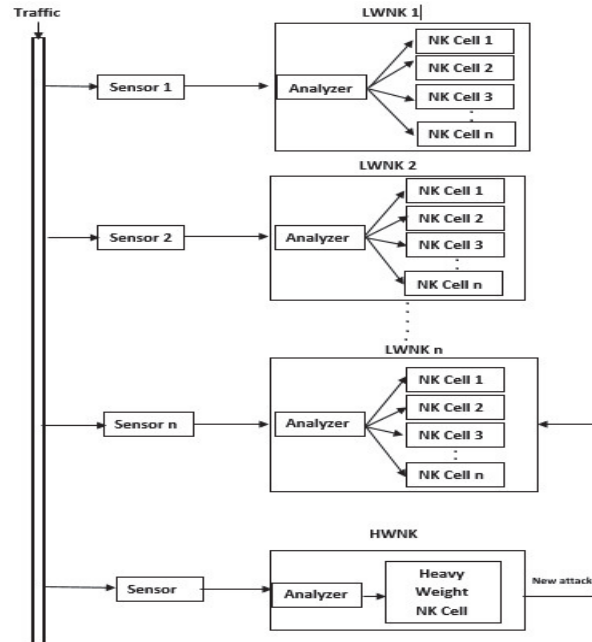 Traffic
LWNK 1
Sensor 1
Analyzer
NK Cell 1
NK Cell 2
NK Cell 3
NK Cell n
LWNK 2
Sensor 2
Analyzer
NK Cell 1
NK Cell 2
NK Cell 3
NK Cell n
LWNK n
Sensor n
Analyzer
NK Cell 1
NK Cell 2
NK Cell 3
NK Cell n
HWNK
Sensor
Analyzer
Heavy
Weight
NK Cell
New attack